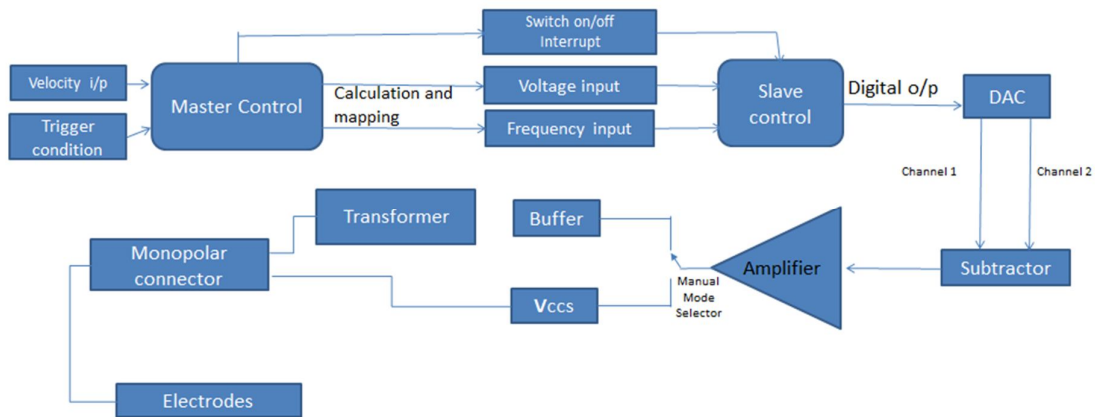 Switch on/off
Interrupt
Velocity i/p
Master Control
Calculation and
mapping
Voltage input
Slave
control
Digital o/p
DAC
Trigger
condition
Frequency input
Channel 1
Channel 2
Transformer
Buffer
Monopolar
connector
Amplifier
Subtractor
Manual
Mode
Selector
Vccs
Electrodes